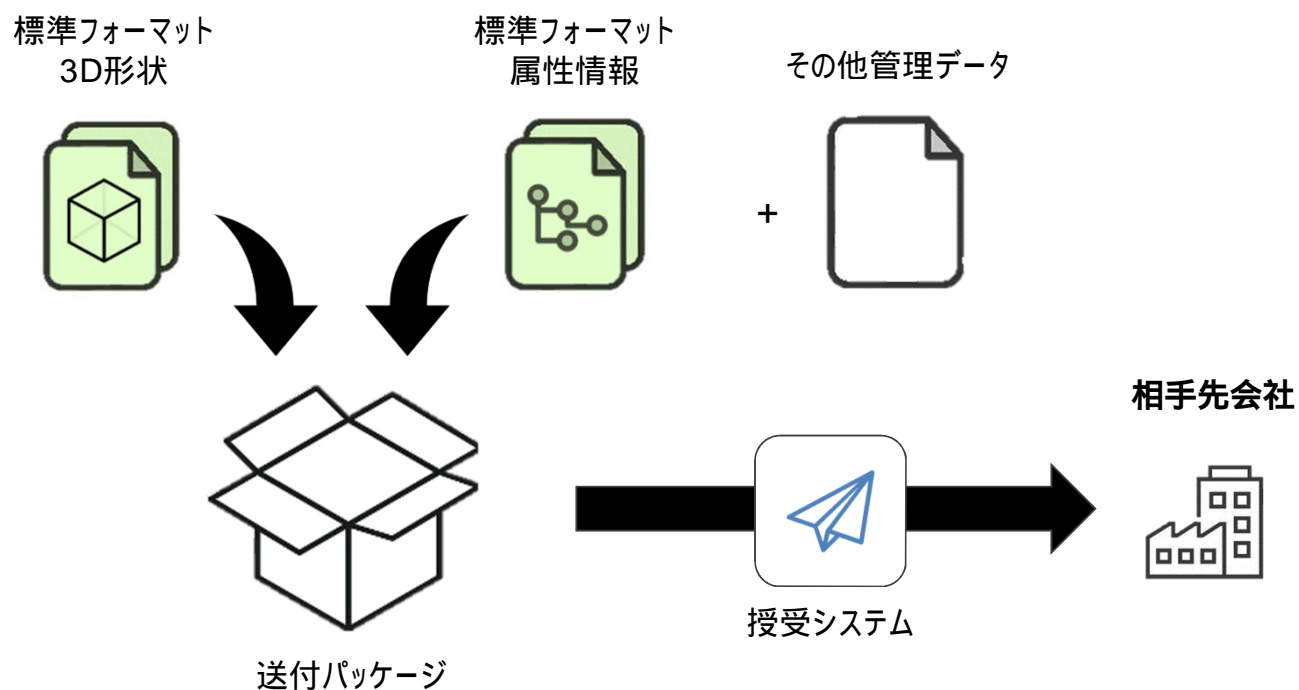 標準フォーマット
3D形状
標準フォーマット
属性情報
その他管理データ
+
相手先会社
授受システム
送付パッケージ